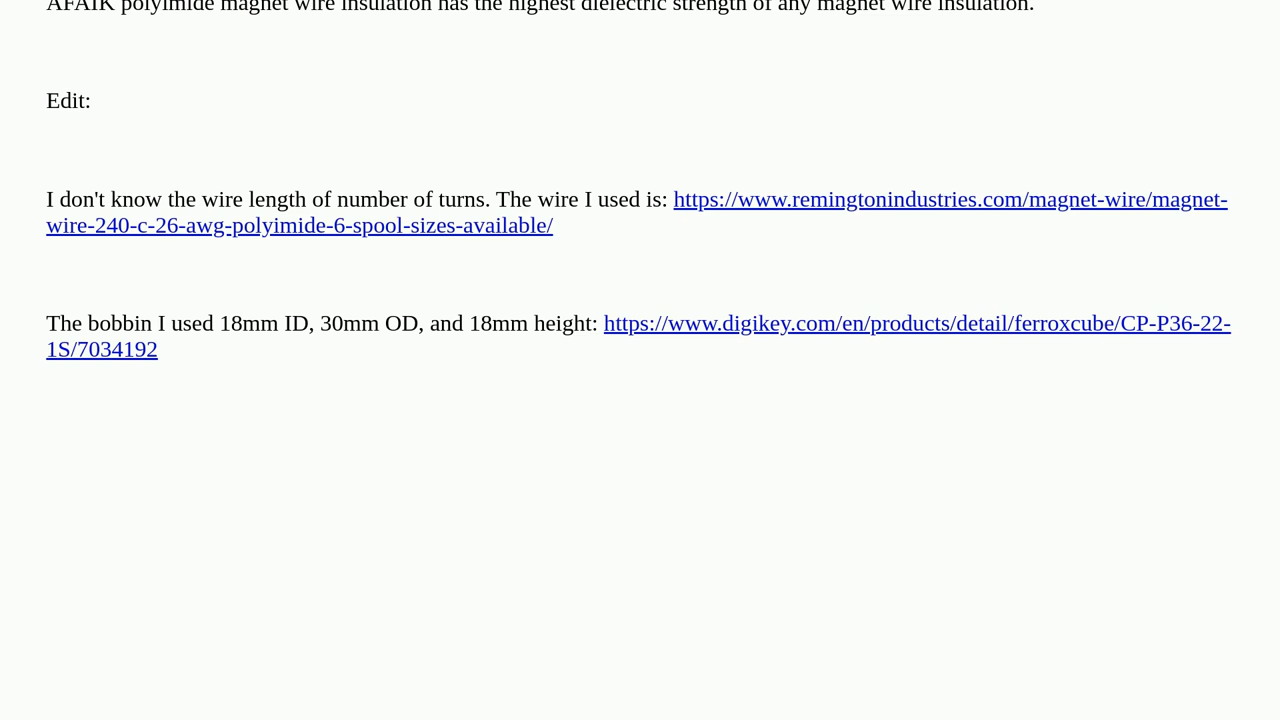 AFAIK polyimide magnet wire insulation has the highest dielectric strength of any magnet wire insulation.
Edit:
I don't know the wire length of number of turns. The wire I used is: https://www.remingtonindustries.com/magnet-wire/magnet-
wire-240-c-26-awg-polyimide-6-spool-sizes-available/
The bobbin I used 18mm ID, 30mm OD, and 18mm height: https://www.digikey.com/en/products/detail/ferroxcube/CP-P36-22-
1S/7034192